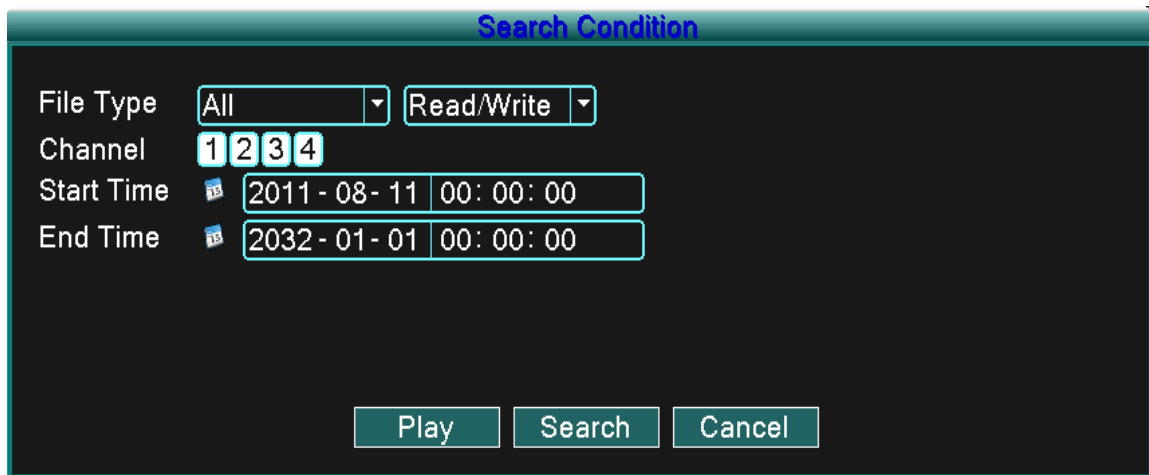 Search Condition
File Type All Read/Write
Channel 1 2 3 4
Start Time 2011 - 08 - 11 00 : 00 : 00
End Time 2032 - 01 - 01 00 : 00 : 00
Play Search Cancel